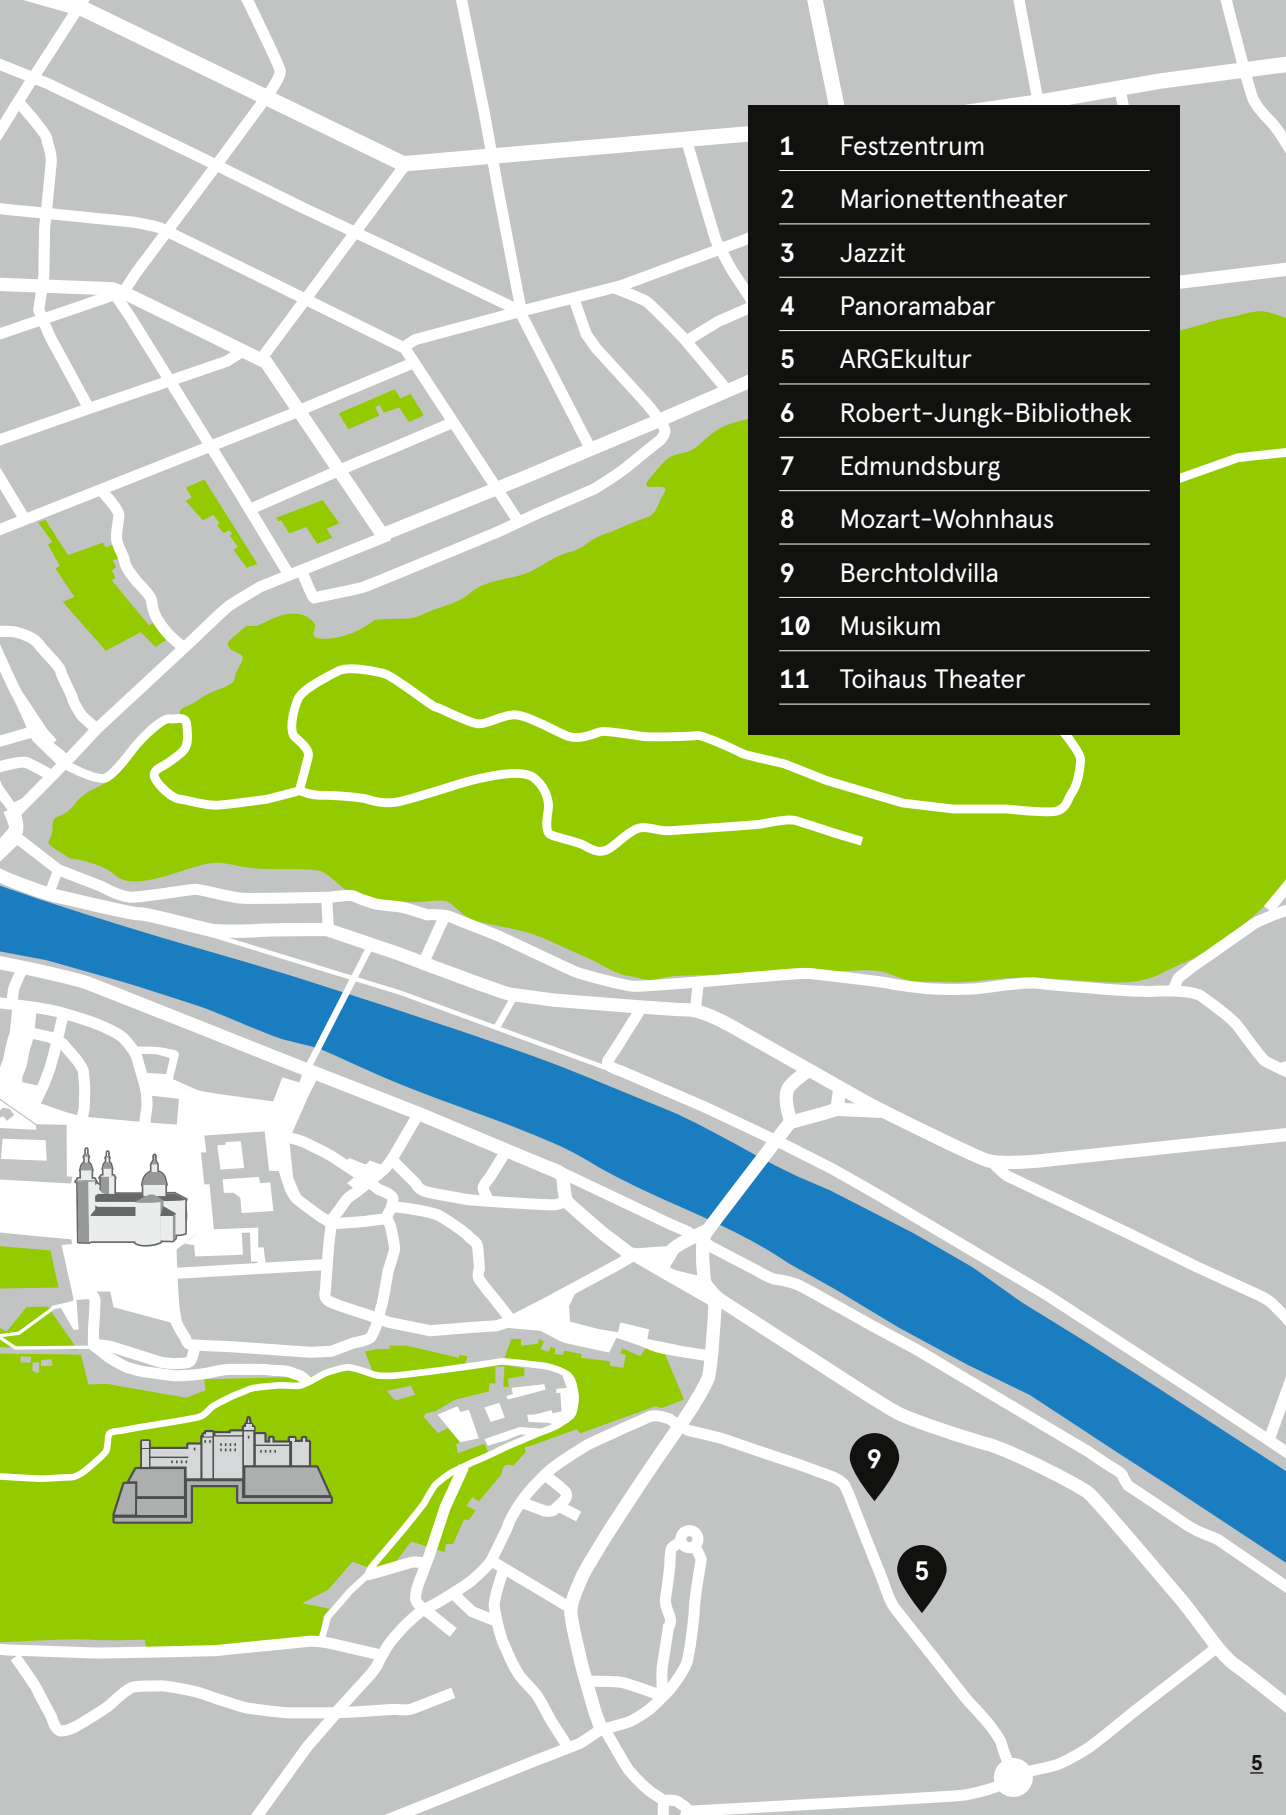 1 Festzentrum
2 Marionettentheater
3 Jazzit
4 Panoramabar
5 ARGEkultur
6 Robert-Jungk-Bibliothek
7 Edmundsburg
8 Mozart-Wohnhaus
9 Berchtoldvilla
10 Musikum
11 Toihaus Theater
9
5
5